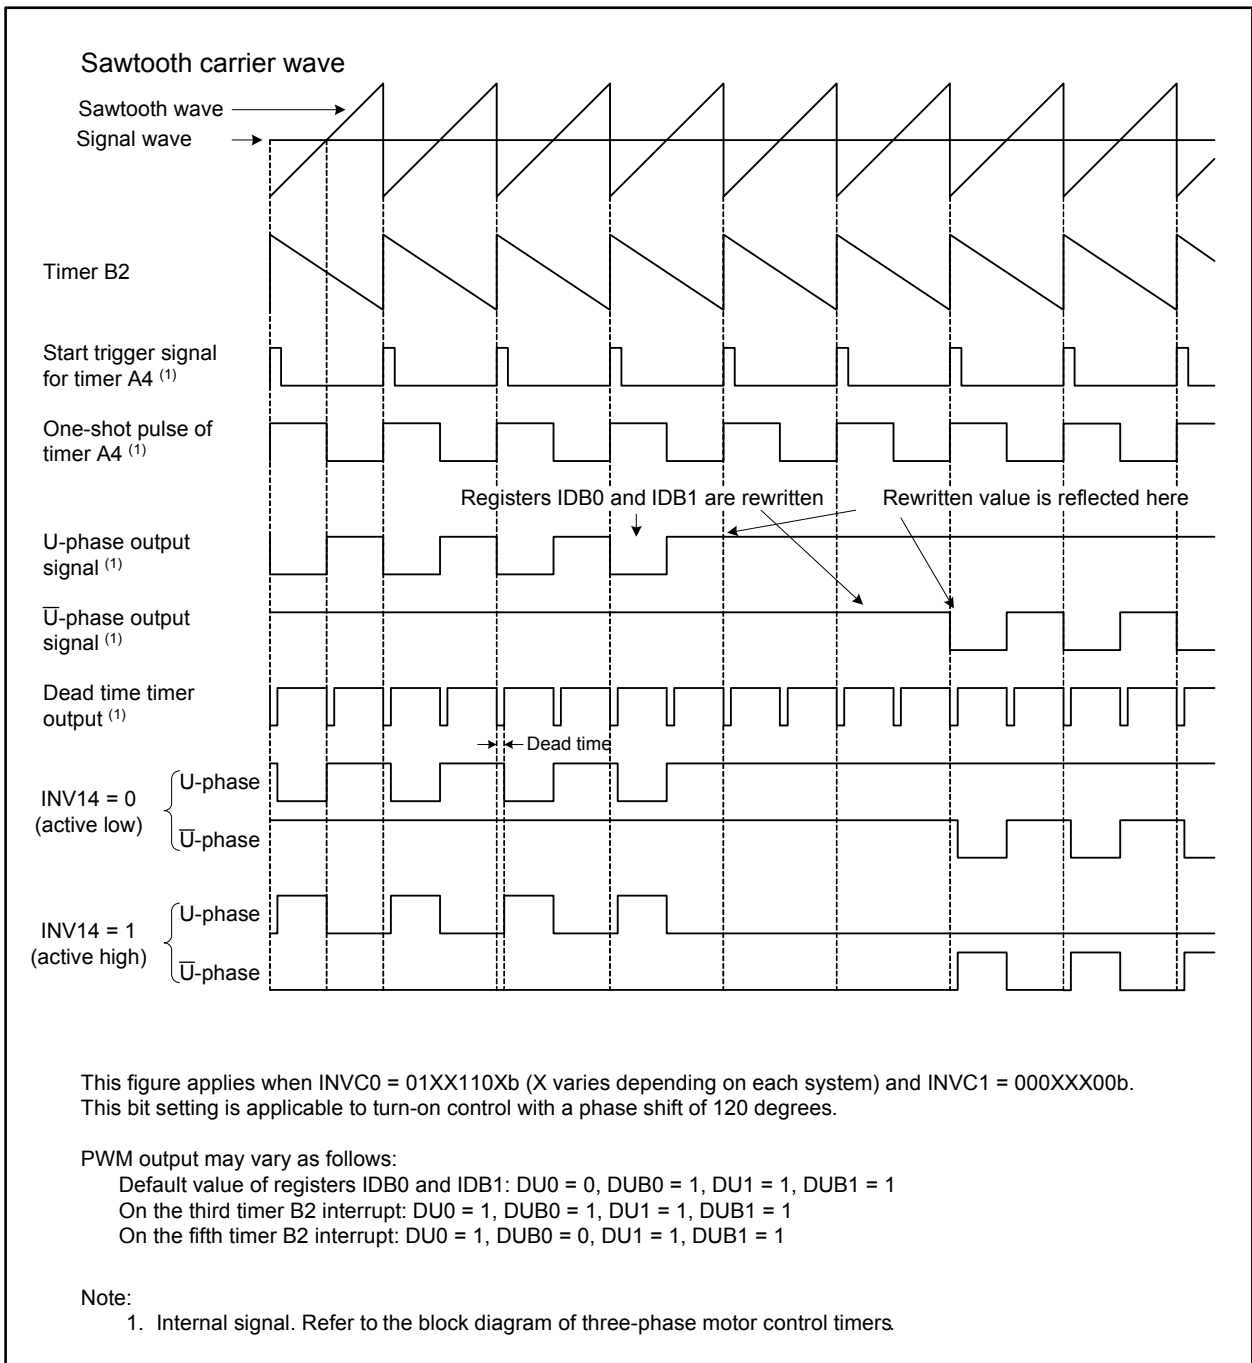 Sawtooth carrier wave
Sawtooth wave
Signal wave
Timer B2
Start trigger signal
for timer A4 (1)
One-shot pulse of
timer A4 (1)
Registers IDB0 and IDB1 are rewritten
Rewritten value is reflected here
U-phase output
signal (1)
U̅-phase output
signal (1)
Dead time timer
output (1)
Dead time
INV14 = 0
(active low)
U-phase
U̅-phase
INV14 = 1
(active high)
U-phase
U̅-phase
This figure applies when INVC0 = 01XX110Xb (X varies depending on each system) and INVC1 = 000XXX00b.
This bit setting is applicable to turn-on control with a phase shift of 120 degrees.
PWM output may vary as follows:
Default value of registers IDB0 and IDB1: DU0 = 0, DUB0 = 1, DU1 = 1, DUB1 = 1
On the third timer B2 interrupt: DU0 = 1, DUB0 = 1, DU1 = 1, DUB1 = 1
On the fifth timer B2 interrupt: DU0 = 1, DUB0 = 0, DU1 = 1, DUB1 = 1
Note:
1. Internal signal. Refer to the block diagram of three-phase motor control timers.